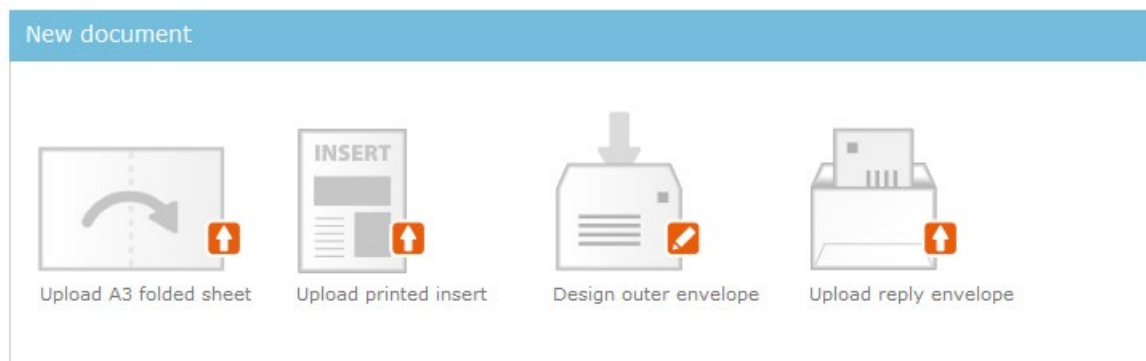 New document
INSERT
Upload A3 folded sheet
Upload printed insert
Design outer envelope
Upload reply envelope